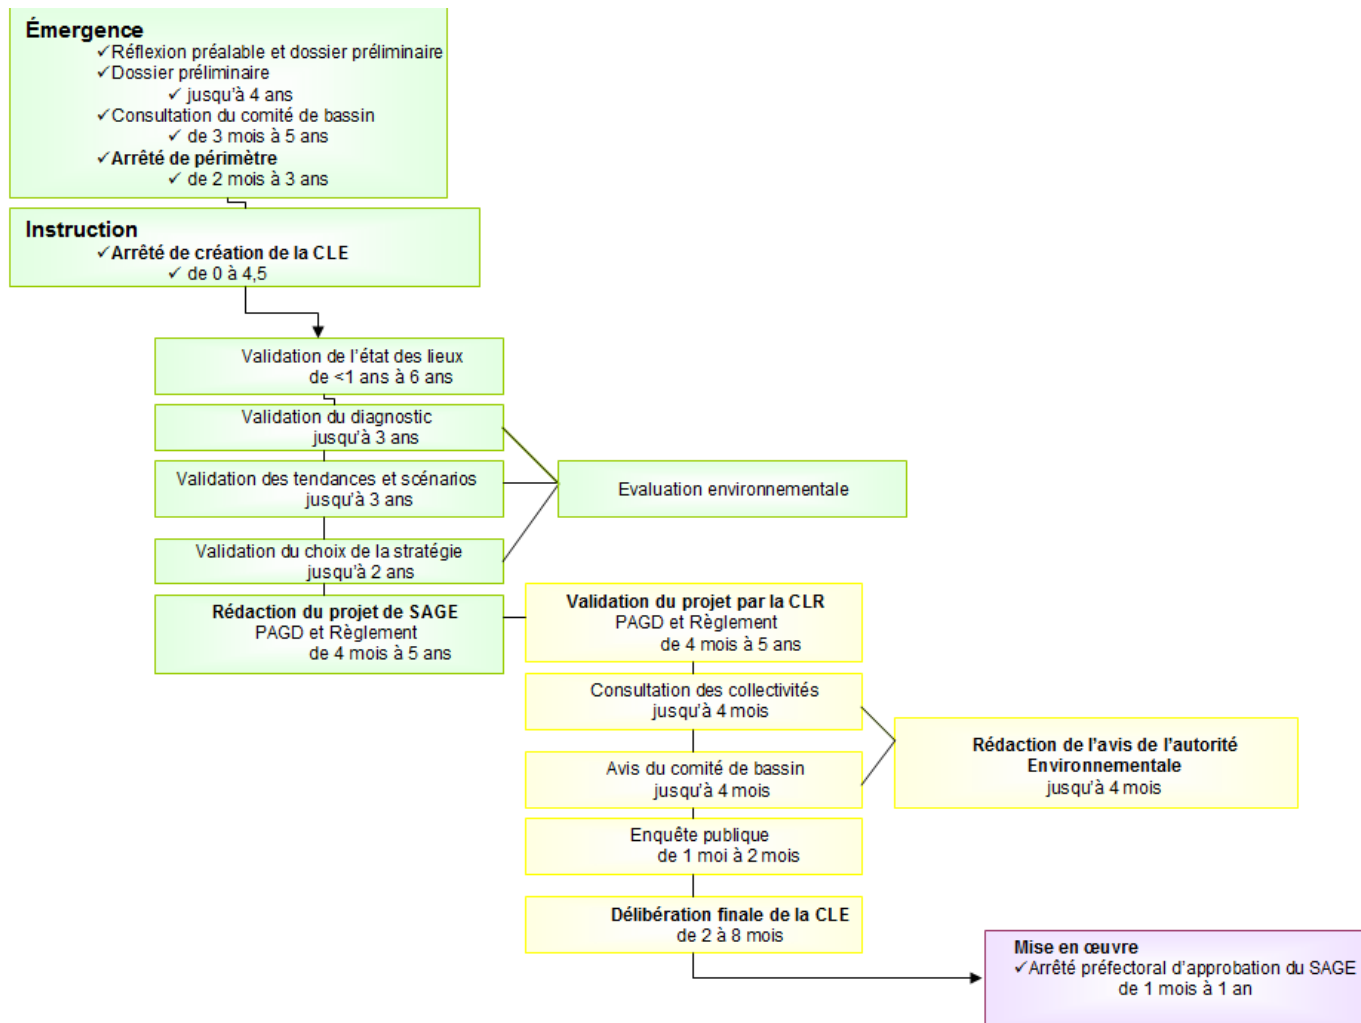 Émergence
✓Réflexion préalable et dossier préliminaire
✓Dossier préliminaire
✓ jusqu'à 4 ans
✓Consultation du comité de bassin
✓ de 3 mois à 5 ans
✓Arrêté de périmètre
✓ de 2 mois à 3 ans
Instruction
✓Arrêté de création de la CLE
✓ de 0 à 4,5
Validation de l'état des lieux
de <1 ans à 6 ans
Validation du diagnostic
jusqu'à 3 ans
Validation des tendances et scénarios
jusqu'à 3 ans
Evaluation environnementale
Validation du choix de la stratégie
jusqu'à 2 ans
Rédaction du projet de SAGE
PAGD et Règlement
de 4 mois à 5 ans
Validation du projet par la CLR
PAGD et Règlement
de 4 mois à 5 ans
Consultation des collectivités
jusqu'à 4 mois
Rédaction de l'avis de l'autorité
Environnementale
jusqu'à 4 mois
Avis du comité de bassin
jusqu'à 4 mois
Enquête publique
de 1 moi à 2 mois
Délibération finale de la CLE
de 2 à 8 mois
Mise en œuvre
✓Arrêté préfectoral d'approbation du SAGE
de 1 mois à 1 an